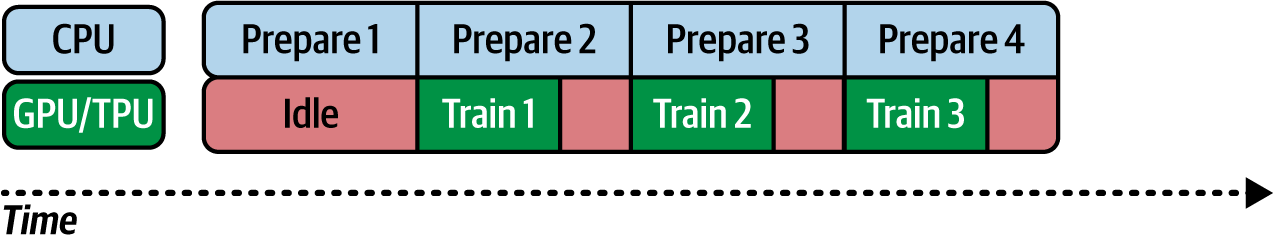 CPU Prepare 1 Prepare 2 Prepare 3 Prepare 4
GPU/TPU Idle Train 1 Train 2 Train 3
Time